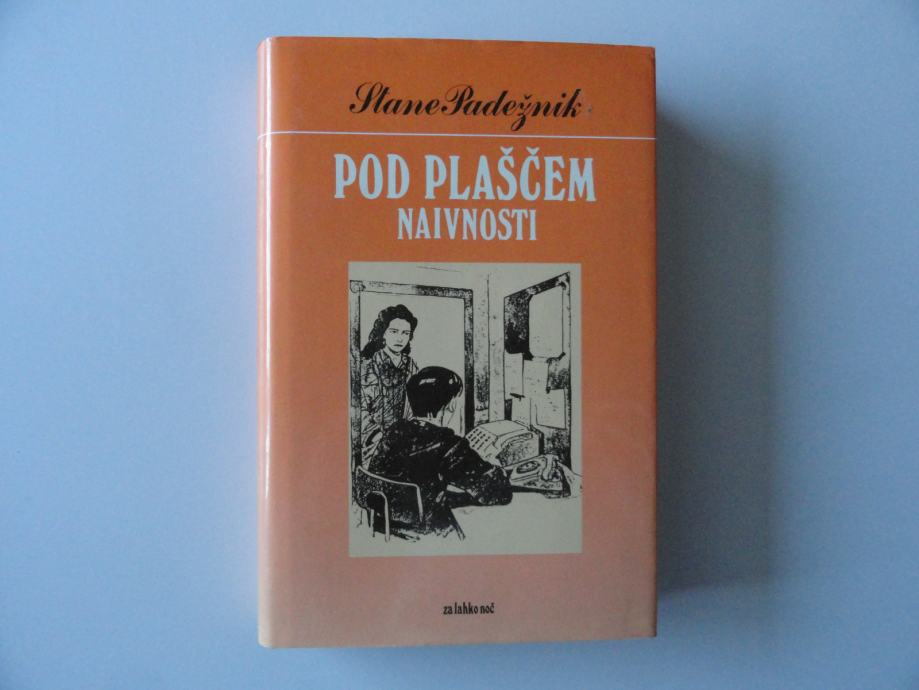 Stane Padežnik
POD PLAŠČEM
NAIVNOSTI
za lahko noč